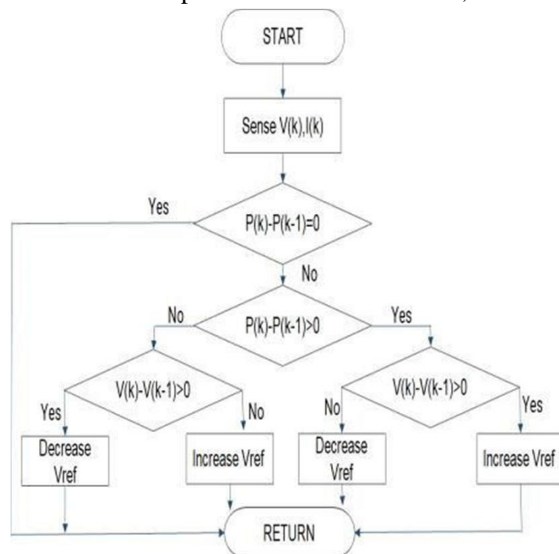 START
Sense V(k),I(k)
Yes
P(k)-P(k-1)=0
No
No
P(k)-P(k-1)>0
Yes
V(k)-V(k-1)>0
V(k)-V(k-1)>0
Yes
No
No
Yes
Decrease
Vref
Increase Vref
Decrease
Vref
Increase Vref
RETURN